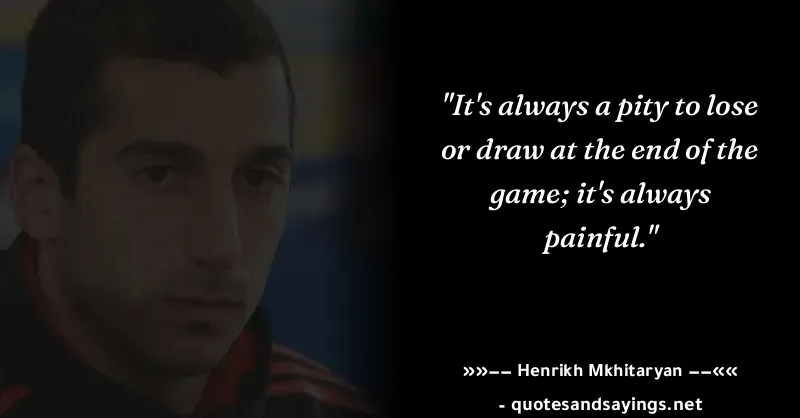 "It's always a pity to lose
or draw at the end of the
game; it's always
painful."
»»−− Henrikh Mkhitaryan −−««
- quotesandsayings.net